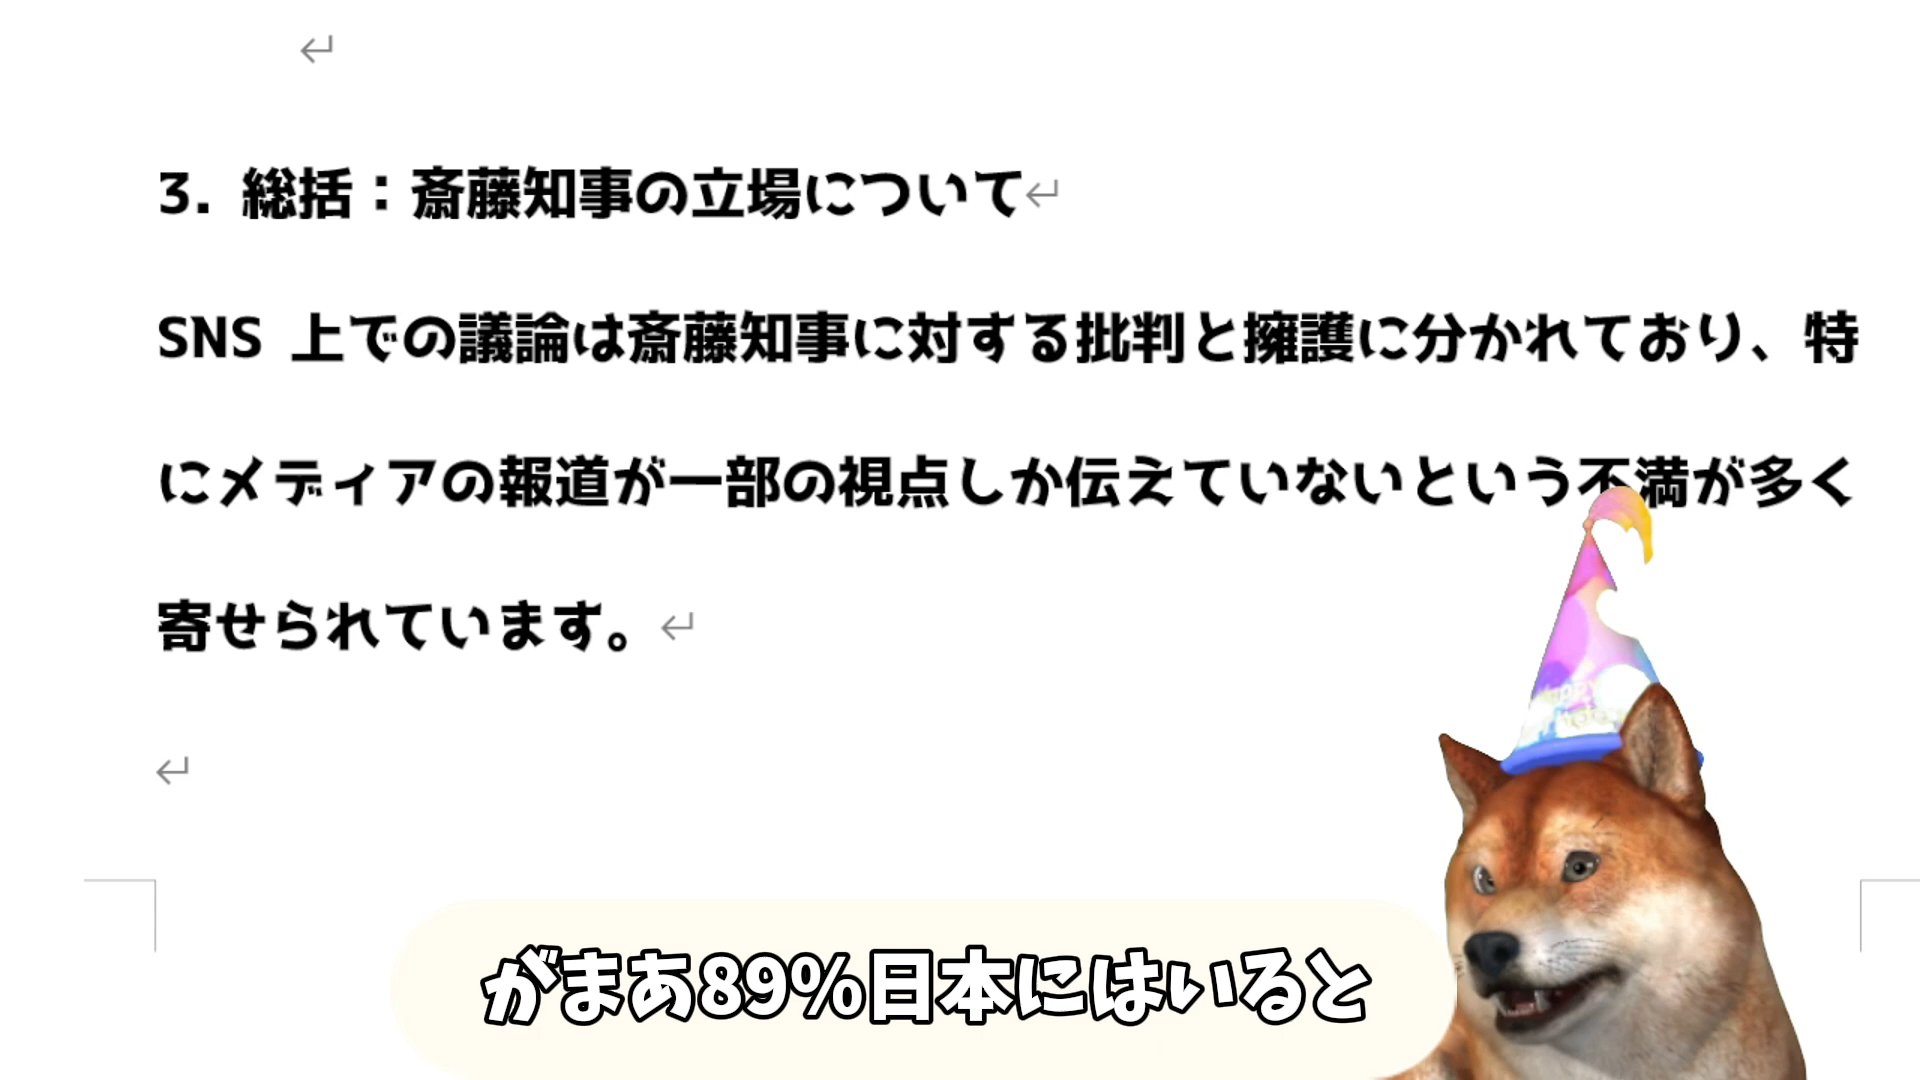 3. 総括：斎藤知事の立場について
SNS 上での議論は斎藤知事に対する批判と擁護に分かれており、特
にメディアの報道が一部の視点しか伝えていないという不満が多く
寄せられています。
がまあ89%日本にはいると